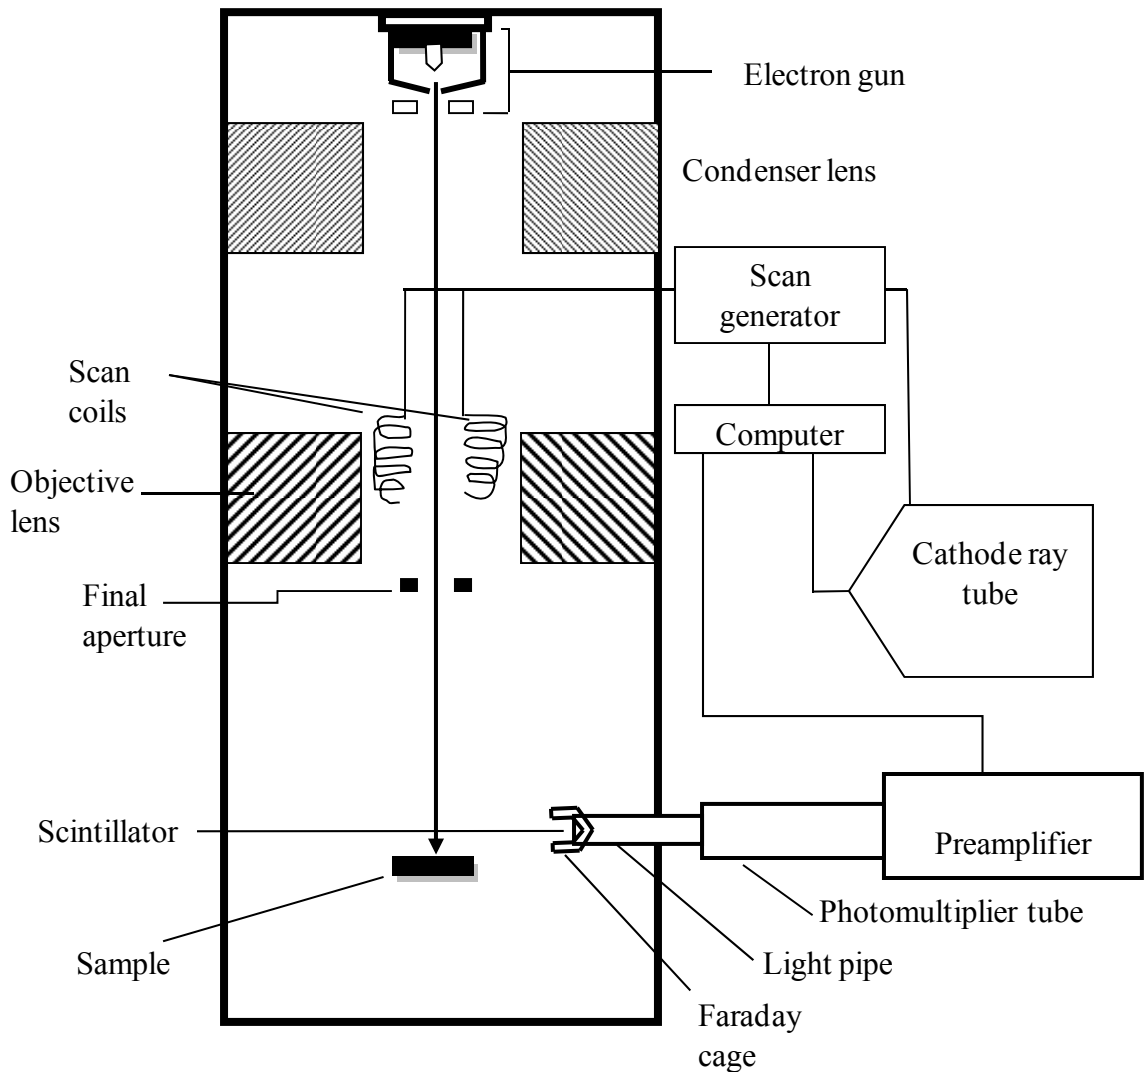 Electron gun
Condenser lens
Scan
generator
Scan
coils
Computer
Objective
lens
Cathode ray
tube
Final
aperture
Scintillator
Preamplifier
Photomultiplier tube
Sample
Light pipe
Faraday
cage